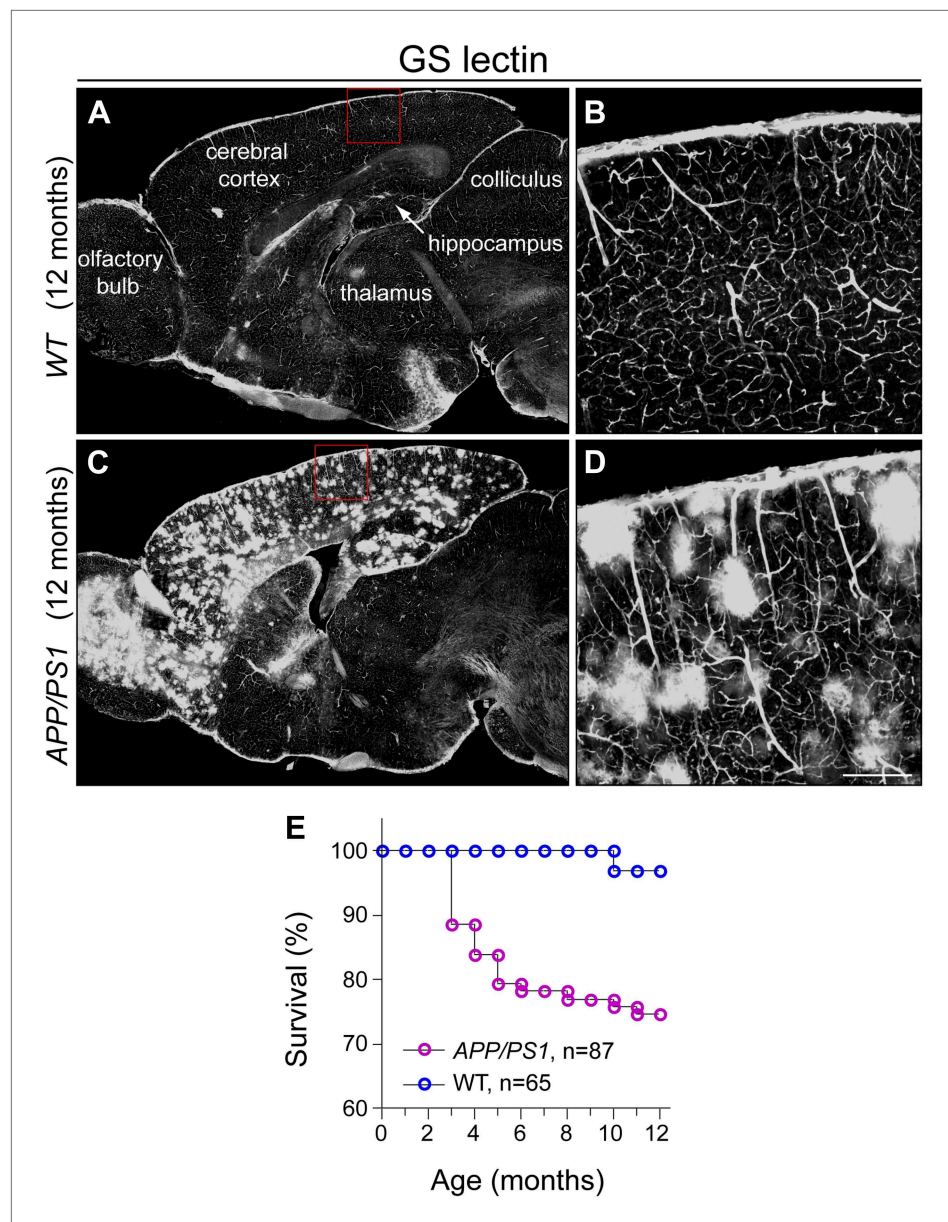 GS lectin
WT (12 months)
A
cerebral
cortex
colliculus
hippocampus
olfactory
bulb
thalamus
B
APP/PS1 (12 months)
C
D
E
Survival (%)
100
90
80
70
60
APP/PS1, n=87
WT, n=65
0 2 4 6 8 10 12
Age (months)